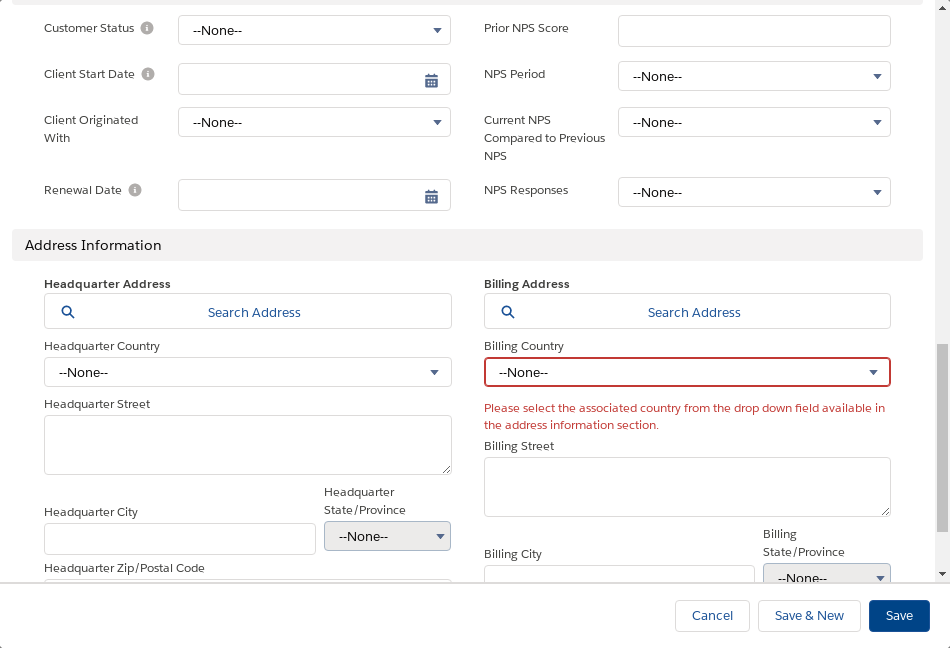 Customer Status
--None--
Prior NPS Score
Client Start Date
NPS Period
--None--
Client Originated
With
--None--
Current NPS
Compared to Previous
NPS
--None--
Renewal Date
NPS Responses
--None--
Address Information
Headquarter Address
Search Address
Headquarter Country
--None--
Headquarter Street
Headquarter City
Headquarter
State/Province
--None--
Headquarter Zip/Postal Code
Billing Address
Search Address
Billing Country
--None--
Please select the associated country from the drop down field available in
the address information section.
Billing Street
Billing City
Billing
State/Province
--None--
Cancel
Save & New
Save